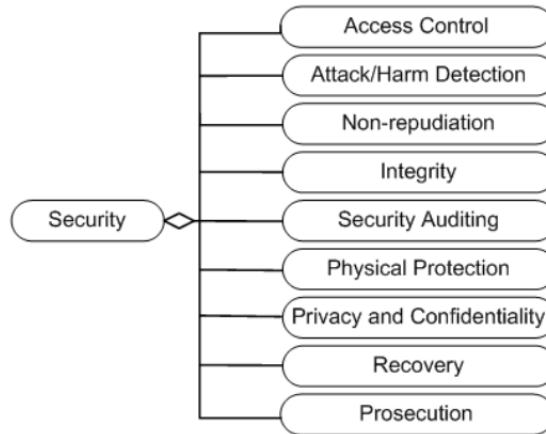 Access Control
Attack/Harm Detection
Non-repudiation
Integrity
Security
Security Auditing
Physical Protection
Privacy and Confidentiality
Recovery
Prosecution